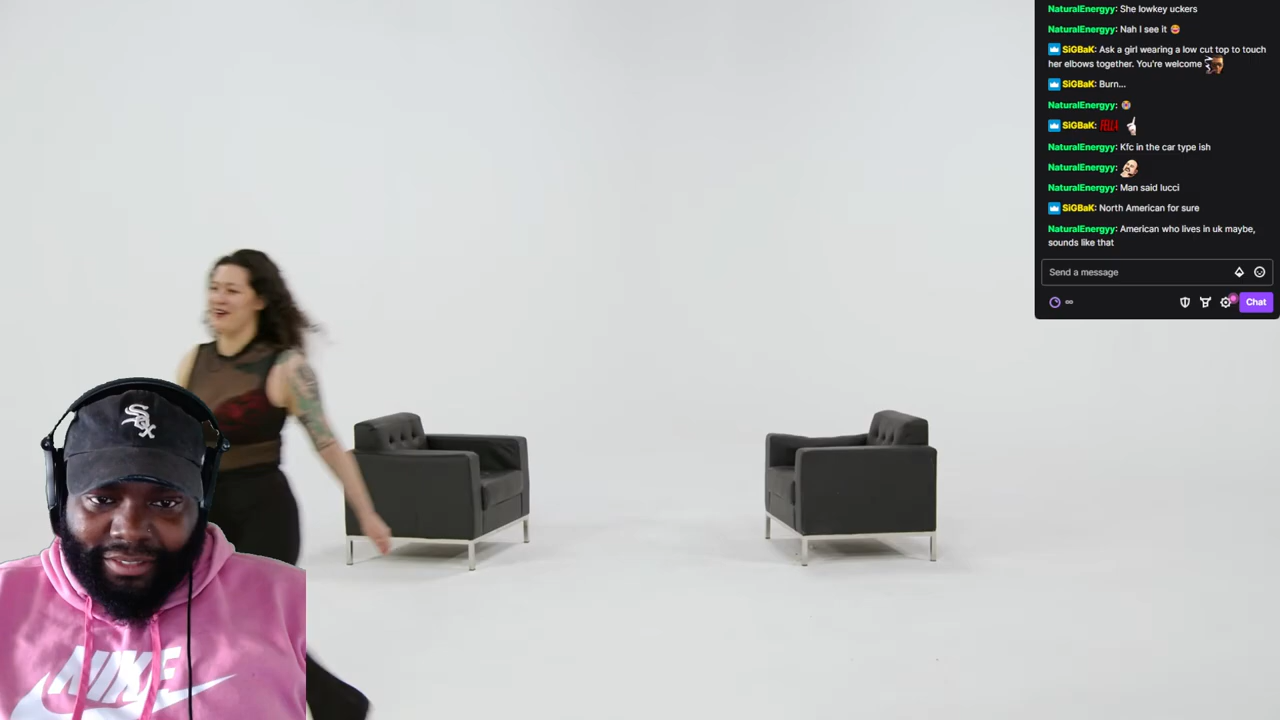 NaturalEnergyy: She lowkey uckers
NaturalEnergyy: Nah I see it
SiGBaK: Ask a girl wearing a low cut top to touch
her elbows together. You're welcome
SiGBaK: Burn...
NaturalEnergyy:
SiGBaK: FELLA
NaturalEnergyy: Kfc in the car type ish
NaturalEnergyy:
NaturalEnergyy: Man said lucci
SiGBaK: North American for sure
NaturalEnergyy: American who lives in uk maybe,
sounds like that
Send a message
Chat
Sox
NIKE